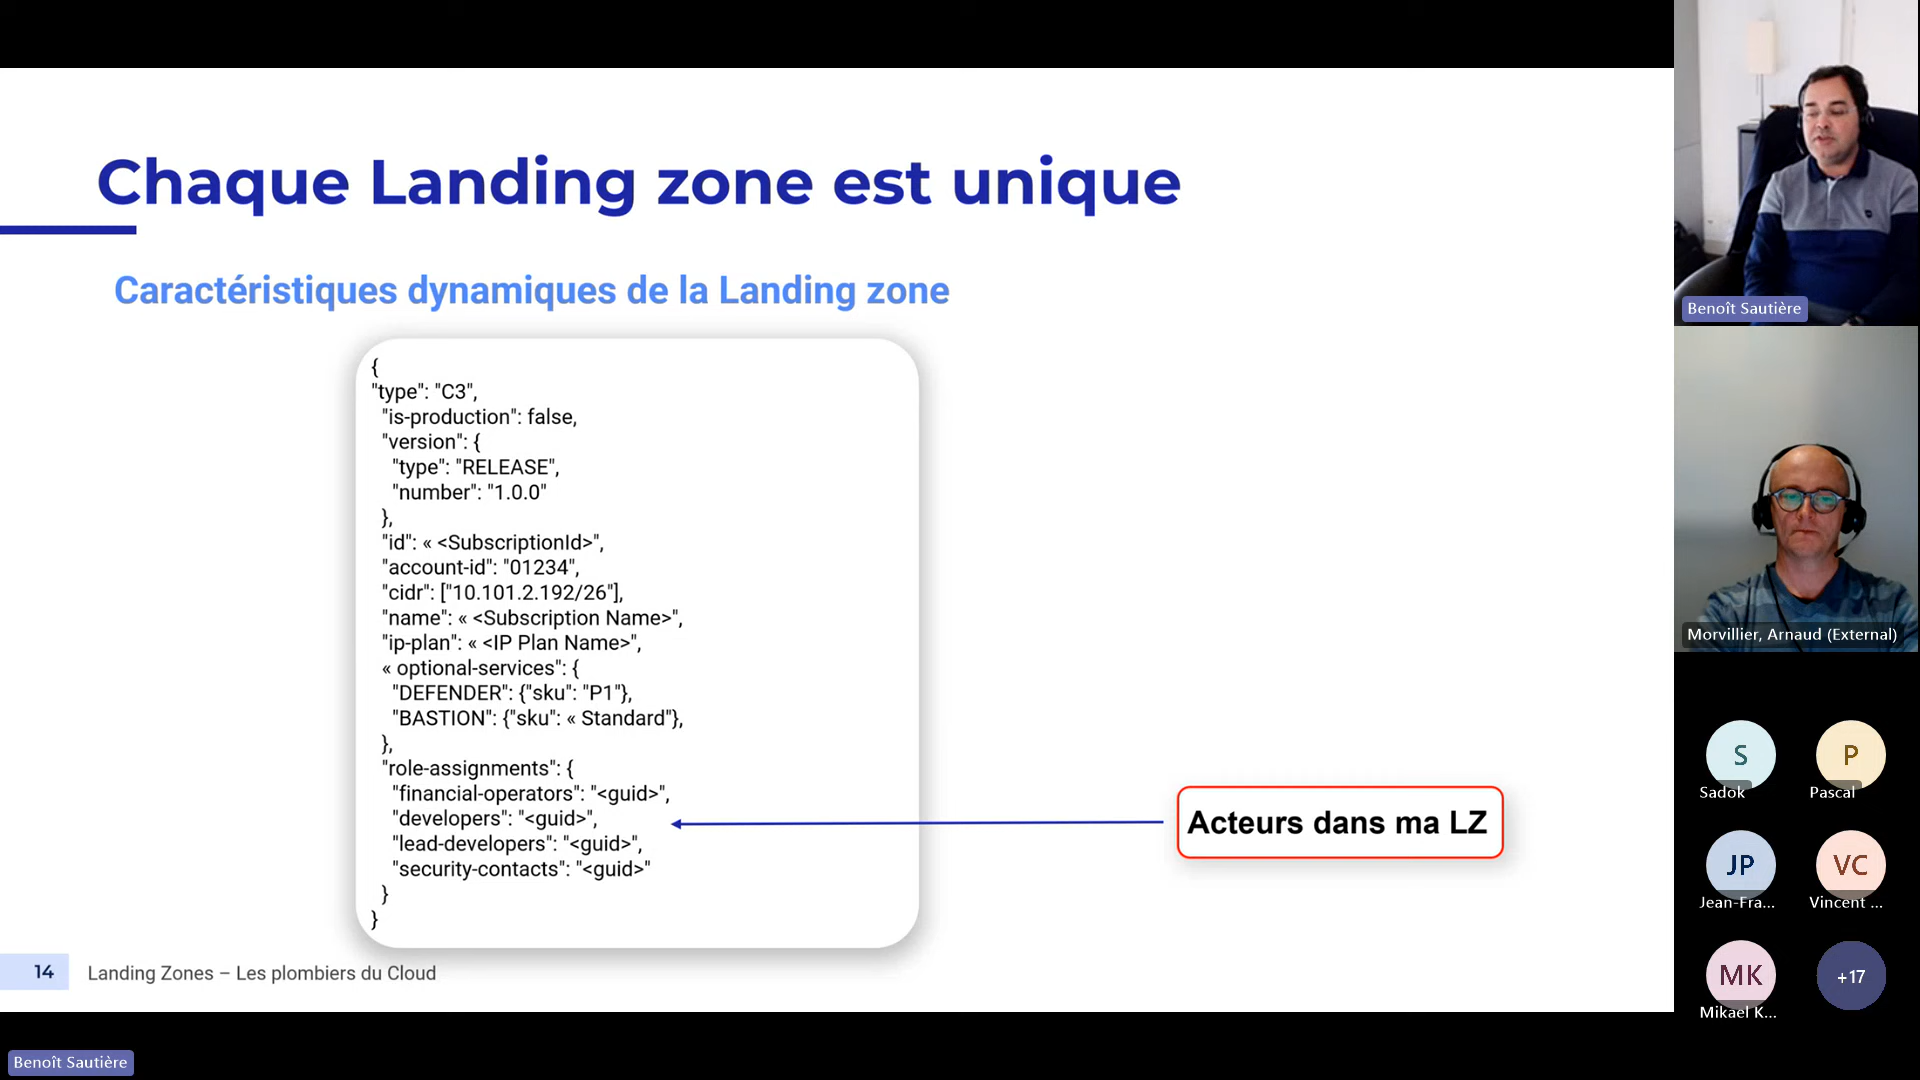 Chaque Landing zone est unique
Caractéristiques dynamiques de la Landing zone
{
"type": "C3",
"is-production": false,
"version": {
"type": "RELEASE",
"number": "1.0.0"
},
"id": « <SubscriptionId>",
"account-id": "01234",
"cidr": ["10.101.2.192/26"],
"name": « <Subscription Name>",
"ip-plan": « <IP Plan Name>",
« optional-services": {
"DEFENDER": {"sku": "P1"},
"BASTION": {"sku": « Standard"},
},
"role-assignments": {
"financial-operators": "<guid>",
"developers": "<guid>",
"lead-developers": "<guid>",
"security-contacts": "<guid>"
}
}
Acteurs dans ma LZ
14 Landing Zones – Les plombiers du Cloud
Benoît Sautière
Benoît Sautière
Morvillier, Arnaud (External)
S P
Sadok Pascal
JP VC
Jean-Fra... Vincent ...
MK +17
Mikael K...